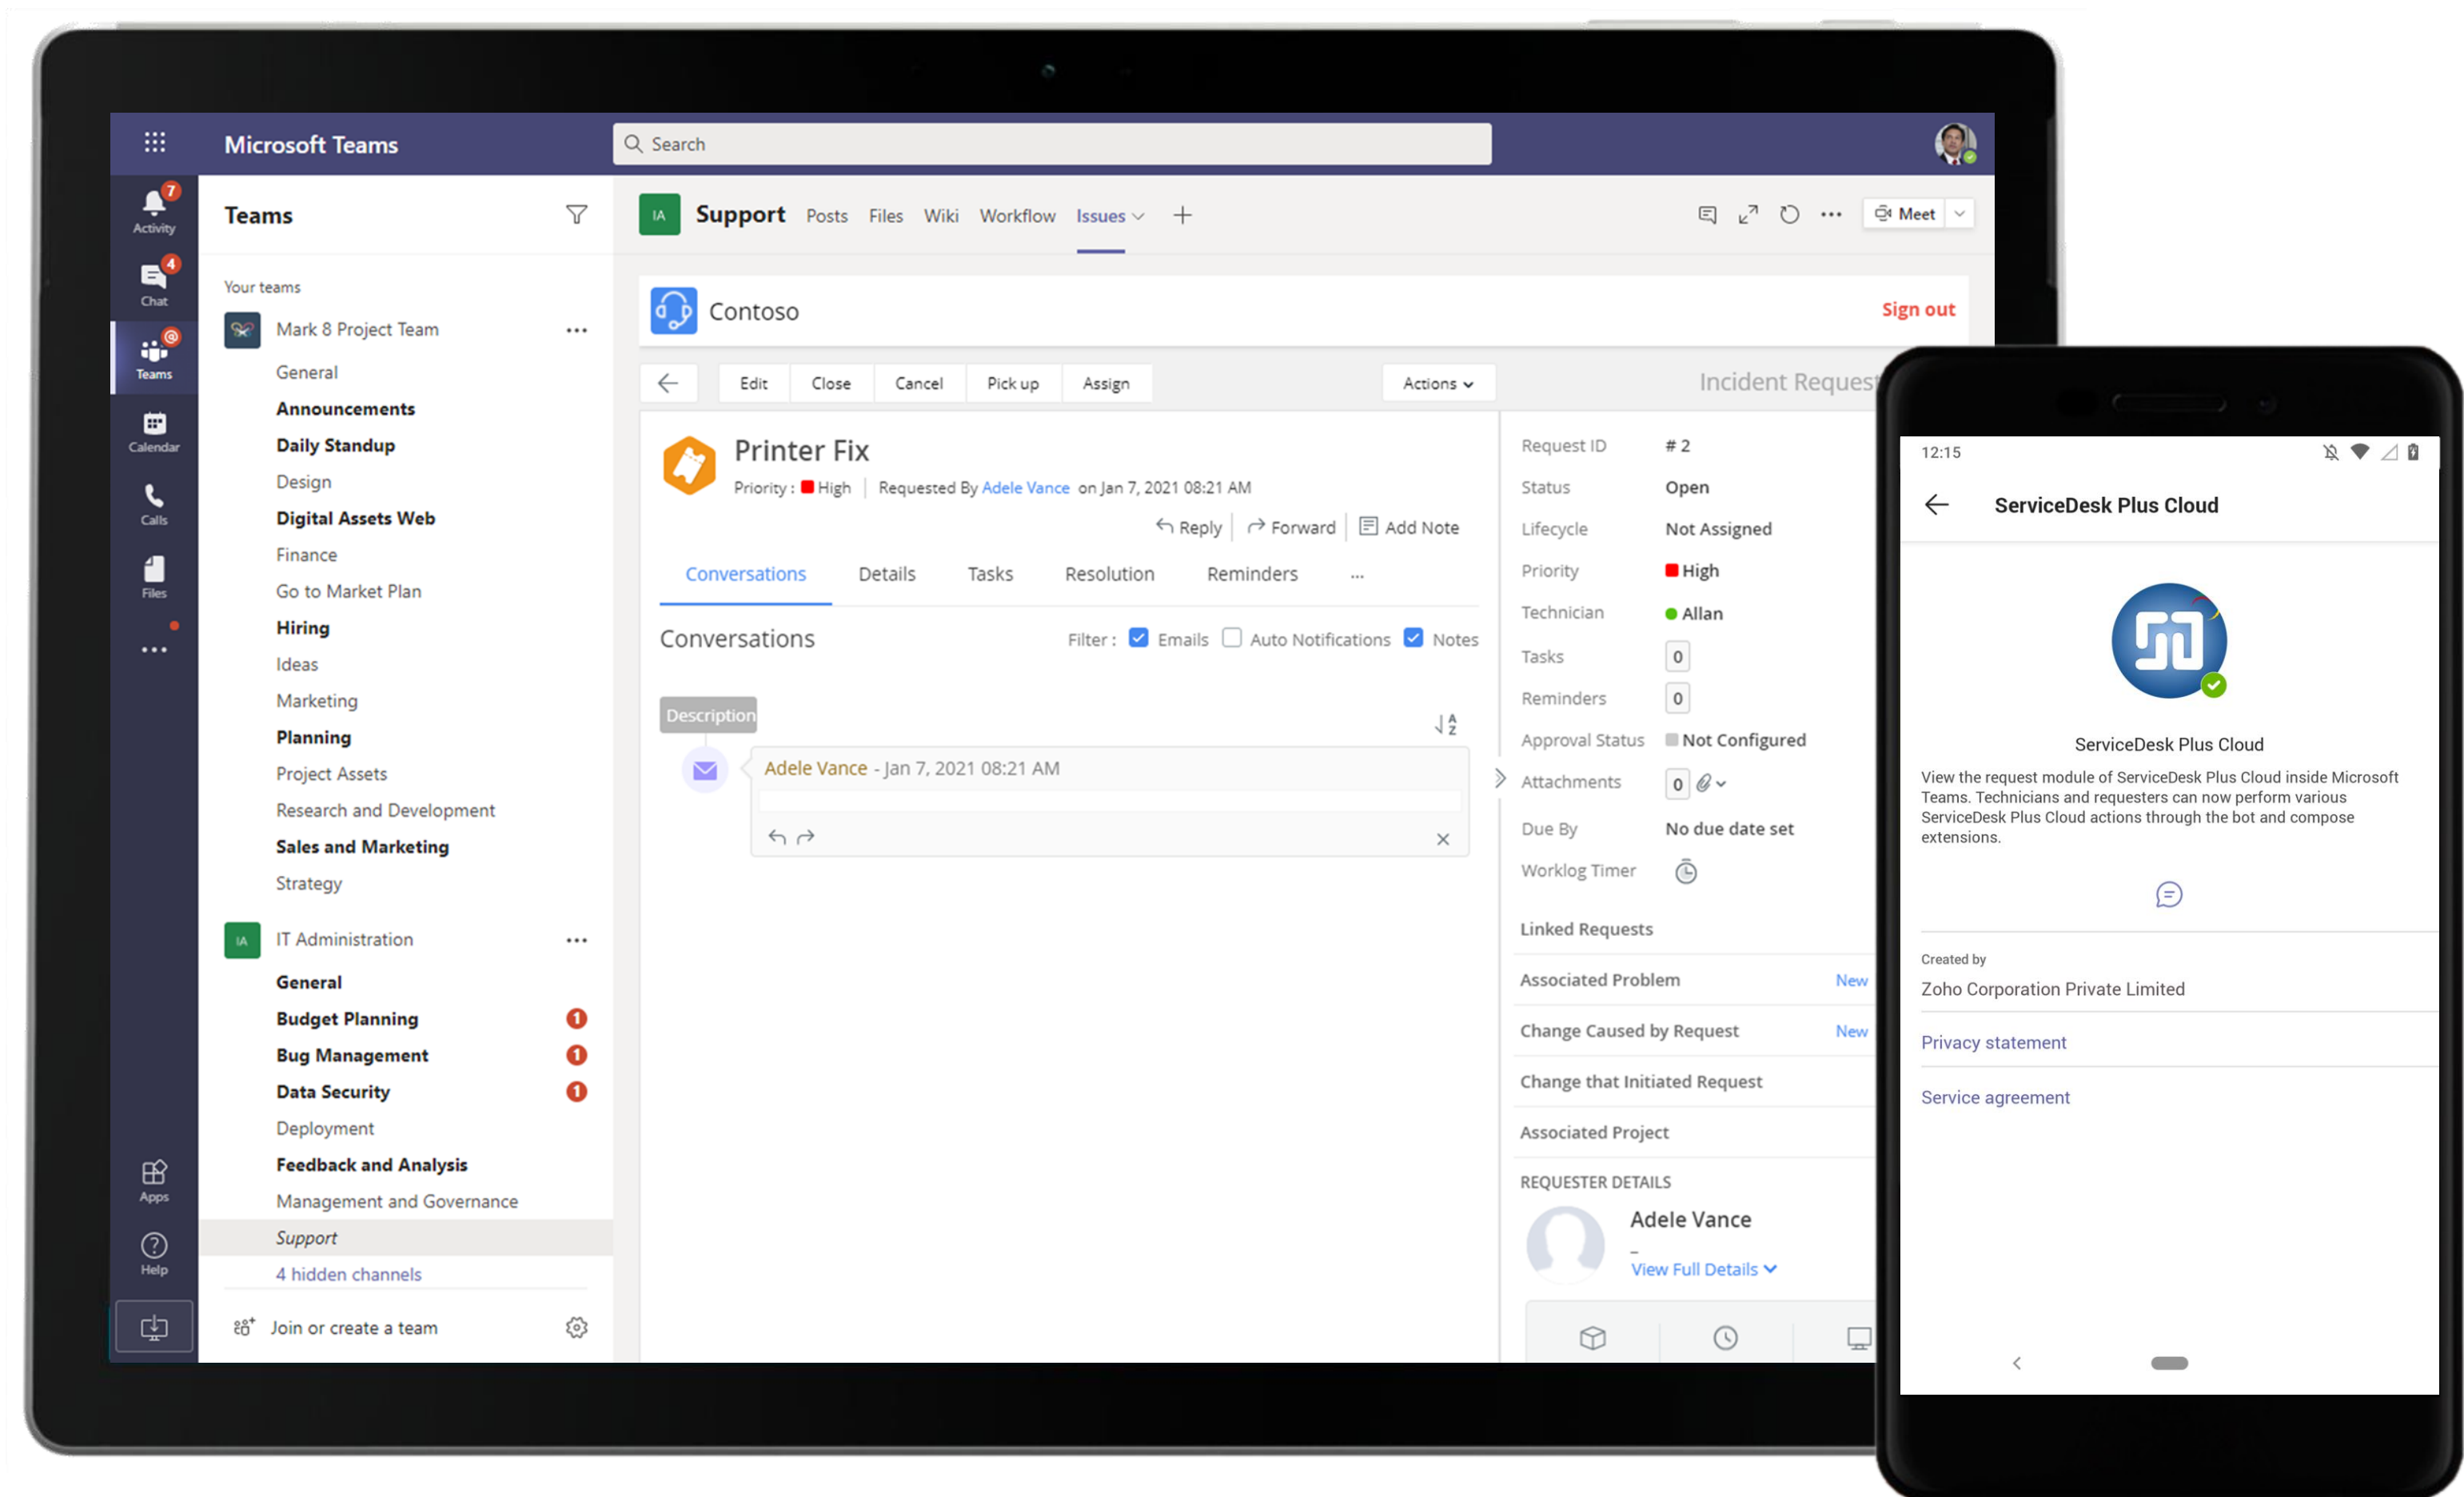 Microsoft Teams
Search
7
Activity
4
Chat
@
Teams
Calendar
Calls
Files
Apps
Help
Teams
Your teams
Mark 8 Project Team
General
Announcements
Daily Standup
Design
Digital Assets Web
Finance
Go to Market Plan
Hiring
Ideas
Marketing
Planning
Project Assets
Research and Development
Sales and Marketing
Strategy
IA IT Administration
General
Budget Planning 1
Bug Management 1
Data Security 1
Deployment
Feedback and Analysis
Management and Governance
Support
4 hidden channels
Join or create a team
IA Support Posts Files Wiki Workflow Issues
Meet
Contoso
Sign out
Edit Close Cancel Pick up Assign
Actions
Incident Reques
Printer Fix
Priority : High Requested By Adele Vance on Jan 7, 2021 08:21 AM
Reply Forward Add Note
Conversations Details Tasks Resolution Reminders ...
Conversations
Filter : Emails Auto Notifications Notes
Description
A
Z
Adele Vance - Jan 7, 2021 08:21 AM
Request ID # 2
Status Open
Lifecycle Not Assigned
Priority High
Technician Allan
Tasks 0
Reminders 0
Approval Status Not Configured
Attachments 0
Due By No due date set
Worklog Timer
Linked Requests
Associated Problem New
Change Caused by Request New
Change that Initiated Request
Associated Project
REQUESTER DETAILS
Adele Vance
–
View Full Details
12:15
ServiceDesk Plus Cloud
ServiceDesk Plus Cloud
View the request module of ServiceDesk Plus Cloud inside Microsoft
Teams. Technicians and requesters can now perform various
ServiceDesk Plus Cloud actions through the bot and compose
extensions.
Created by
Zoho Corporation Private Limited
Privacy statement
Service agreement